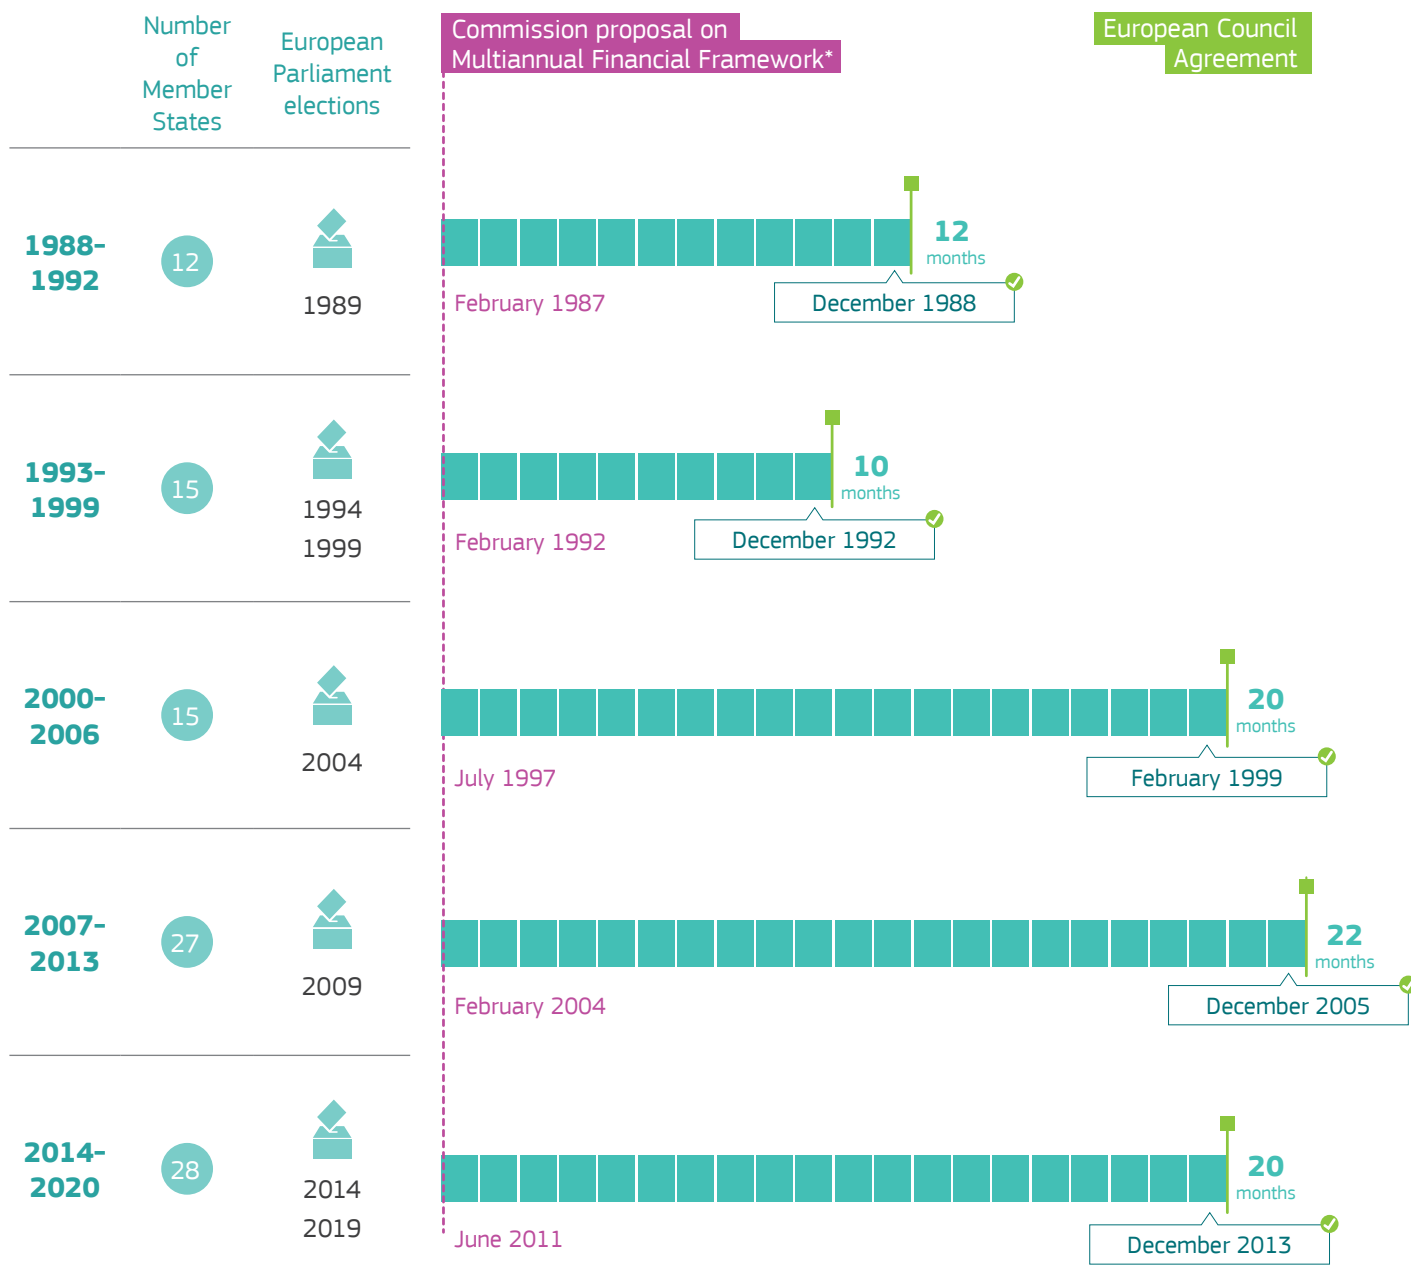 Number
of
Member
States
European
Parliament
elections
Commission proposal on
Multiannual Financial Framework*
European Council
Agreement
1988-
1992
12
1989
12
months
February 1987
December 1988
1993-
1999
15
1994
1999
10
months
February 1992
December 1992
2000-
2006
15
2004
20
months
July 1997
February 1999
2007-
2013
27
2009
22
months
February 2004
December 2005
2014-
2020
28
2014
2019
20
months
June 2011
December 2013